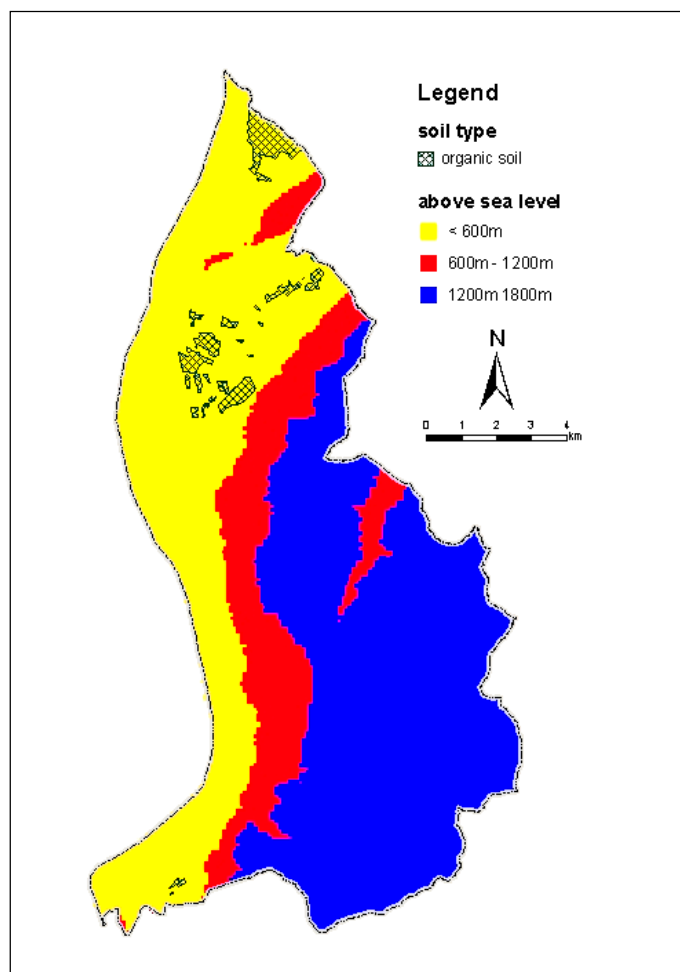 Legend
soil type
organic soil
above sea level
< 600m
600m - 1200m
1200m 1800m
N
0 1 2 3 4
km